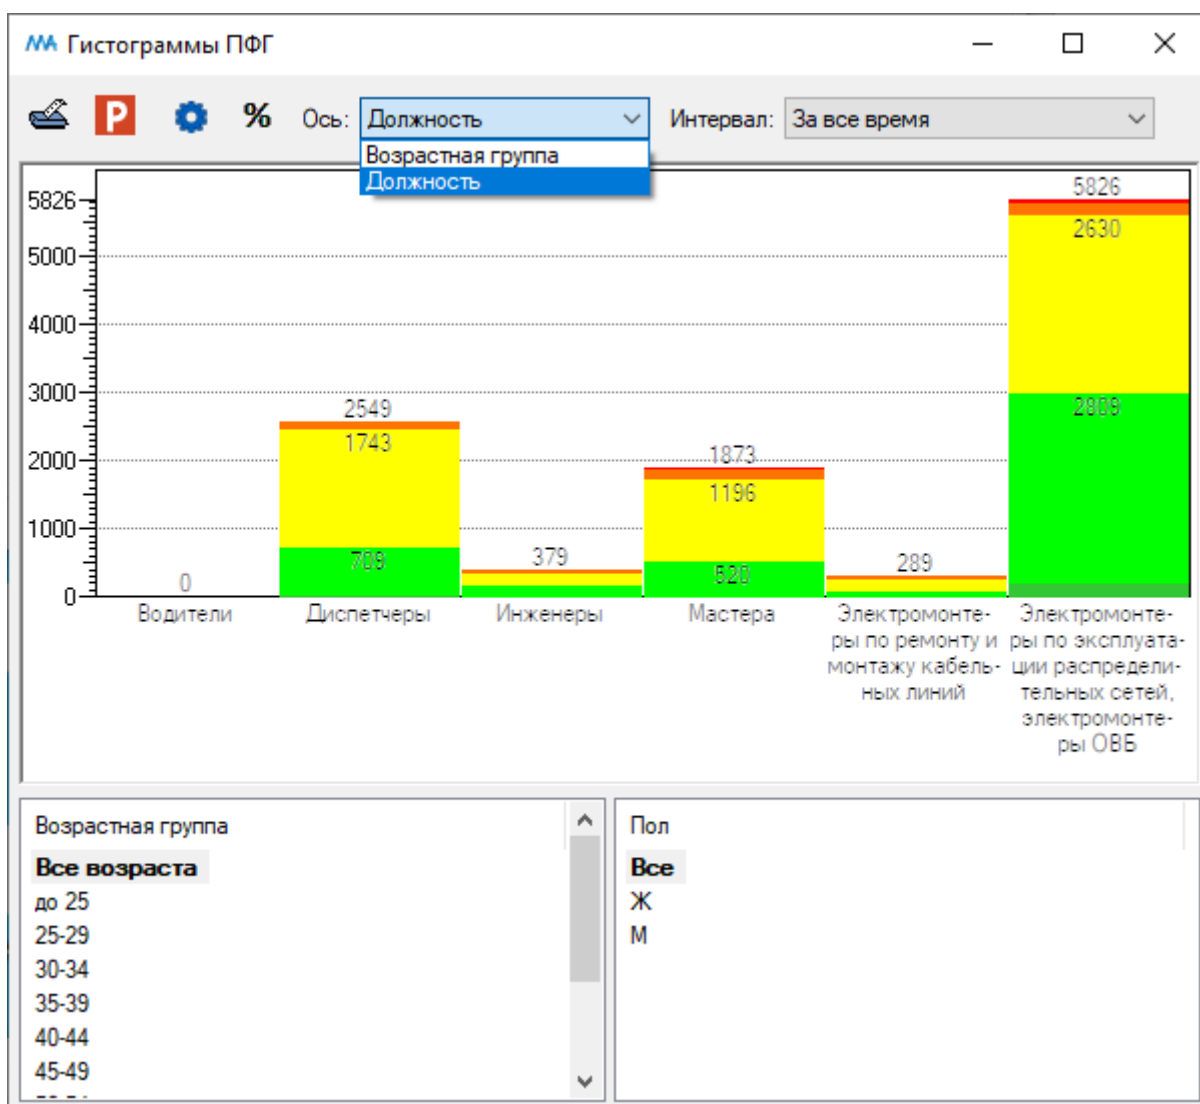 Гистограммы ПФГ
% Ось: Должность Интервал: За все время
Возрастная группа
Должность
5826
5000
4000
3000
2000
1000
0
0
2549
1743
709
379
1873
1196
520
289
5826
2630
2809
Водители
Диспетчеры
Инженеры
Мастера
Электромонте-
ры по ремонту и
монтажу кабель-
ных линий
Электромонте-
ры по эксплуата-
ции распредели-
тельных сетей,
электромонте-
ры ОВБ
Возрастная группа
Все возраста
до 25
25-29
30-34
35-39
40-44
45-49
Пол
Все
Ж
М